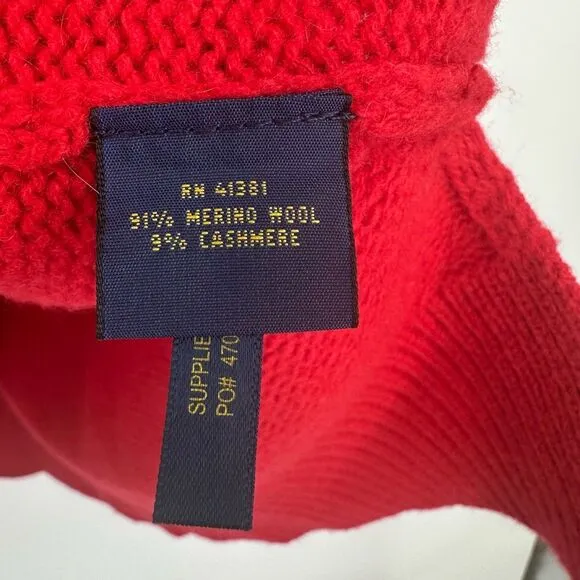 RN 41381
91% MERINO WOOL
9% CASHMERE
SUPPLIE
PO# 470